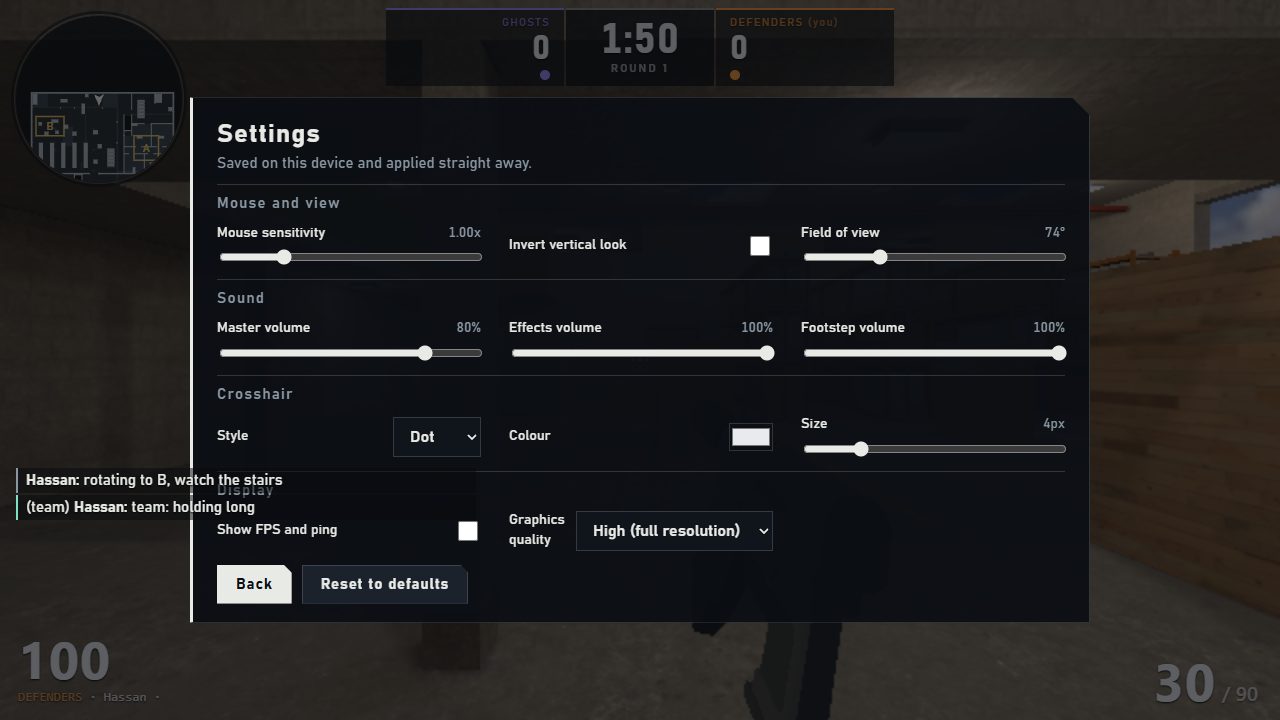 GHOSTS
0
1:50
ROUND 1
DEFENDERS (you)
0
B
A
Settings
Saved on this device and applied straight away.
Mouse and view
Mouse sensitivity 1.00x
Invert vertical look
Field of view 74°
Sound
Master volume 80%
Effects volume 100%
Footstep volume 100%
Crosshair
Style Dot
Colour
Size 4px
Hassan: rotating to B, watch the stairs
Display
(team) Hassan: team: holding long
Show FPS and ping
Graphics quality High (full resolution)
Back
Reset to defaults
100
DEFENDERS · Hassan ·
30 / 90